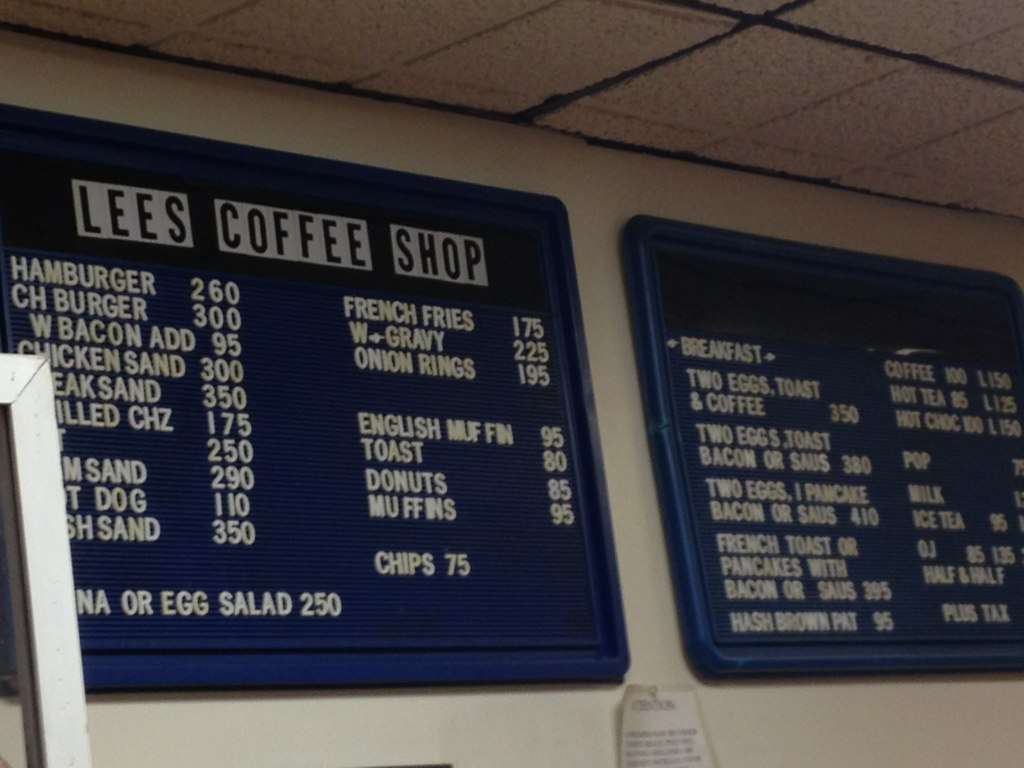 LEES COFFEE SHOP
HAMBURGER 260
CH BURGER 300
W BACON ADD 95
CHICKEN SAND 300
EAK SAND 350
ILLED CHZ 175
T 250
M SAND 290
T DOG 110
SH SAND 350
NA OR EGG SALAD 250
FRENCH FRIES 175
W→GRAVY 225
ONION RINGS 195
ENGLISH MUFFIN 95
TOAST 80
DONUTS 85
MUFFINS 95
CHIPS 75
BREAKFAST
TWO EGGS, TOAST
& COFFEE 350
TWO EGGS, TOAST
BACON OR SAUS 380
TWO EGGS, 1 PANCAKE
BACON OR SAUS 410
FRENCH TOAST OR
PANCAKES WITH
BACON OR SAUS 395
HASH BROWN PAT 95
COFFEE 100 L 150
HOT TEA 85 L 125
HOT CHOC 100 L 150
POP
MILK
ICE TEA 95
OJ 85 135
HALF & HALF
PLUS TAX